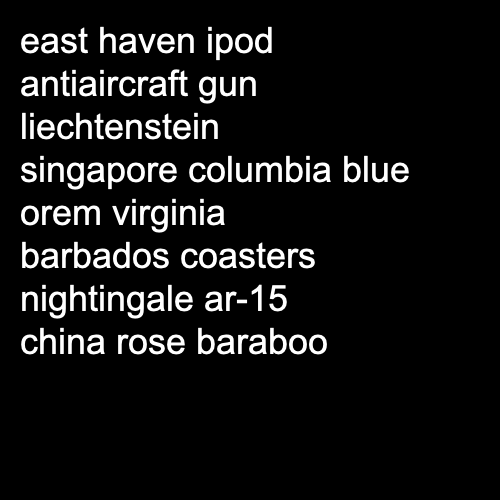 east haven ipod
antiaircraft gun
liechtenstein
singapore columbia blue
orem virginia
barbados coasters
nightingale ar-15
china rose baraboo